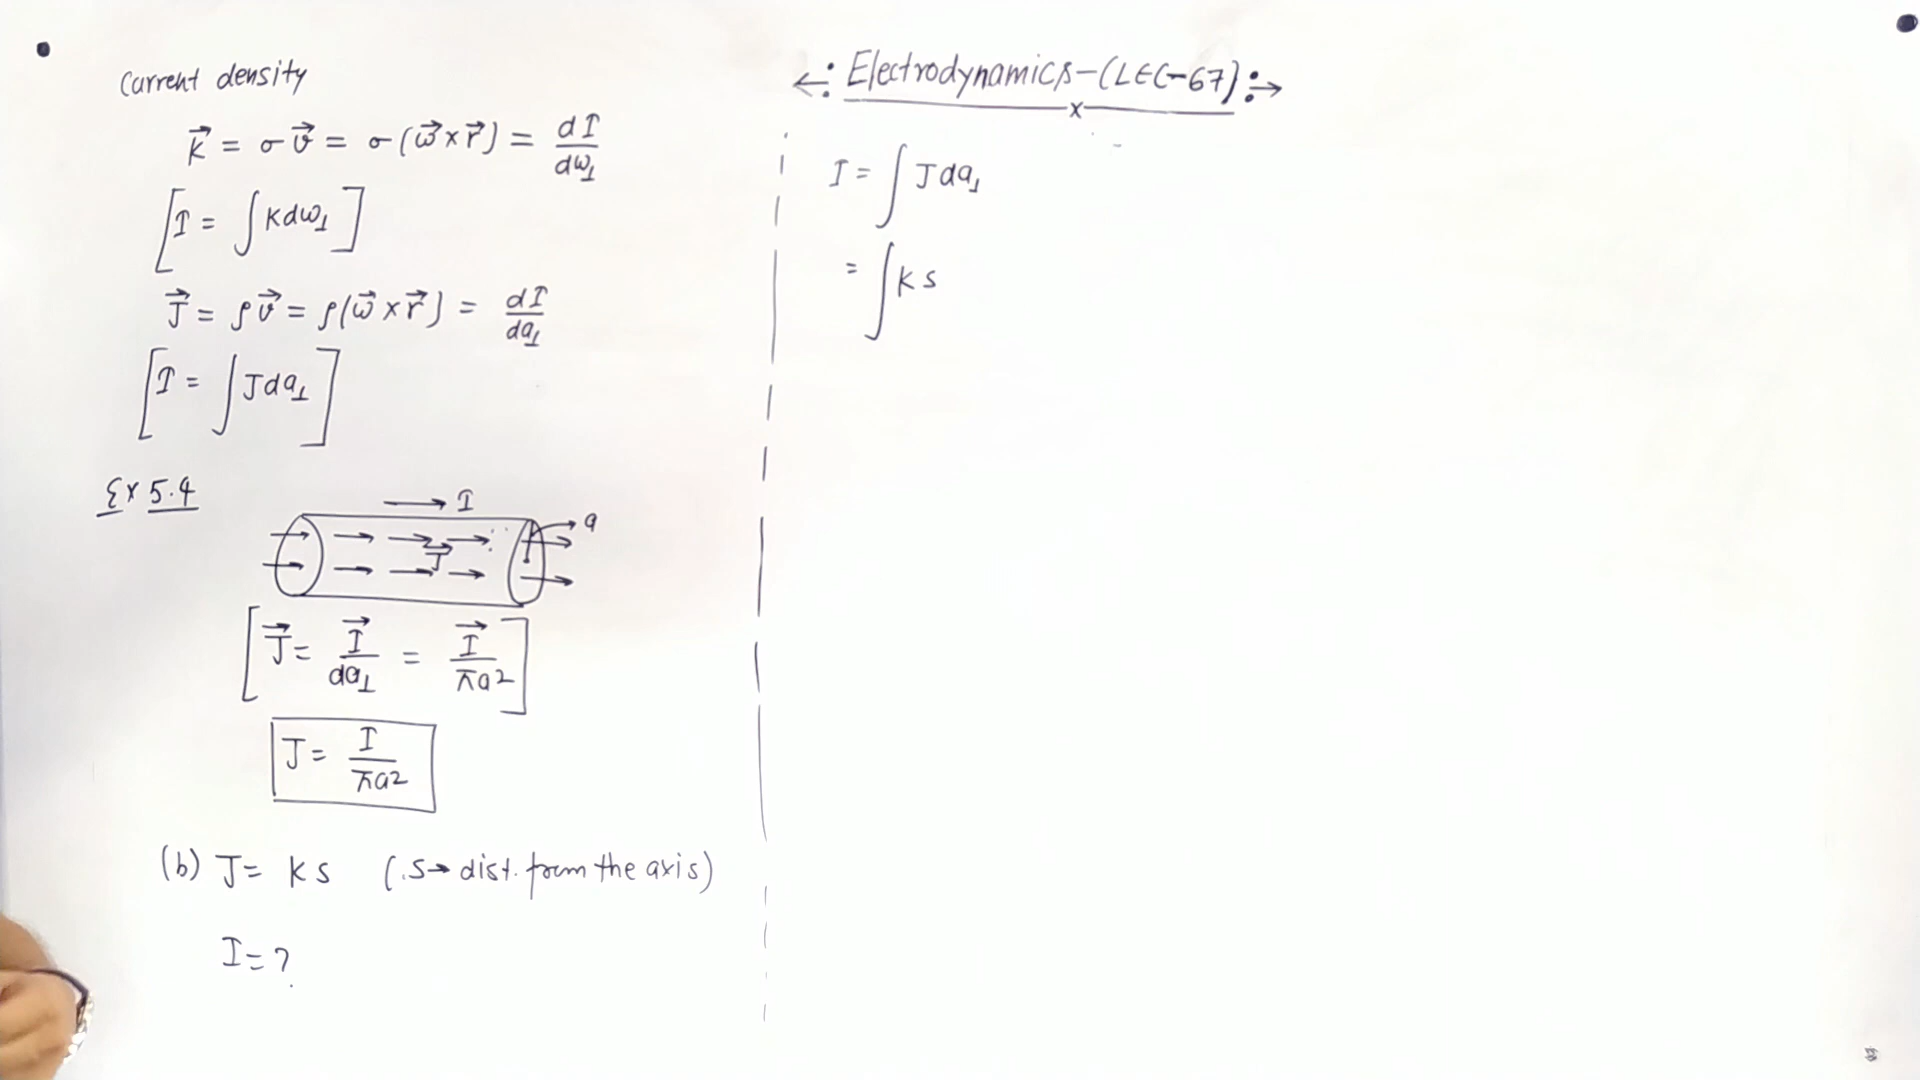 Current density
K⃗ = σv⃗ = σ(ω⃗×r⃗) = dI/dω⊥
[I = ∫Kdω⊥]
J⃗ = ρv⃗ = ρ(ω⃗×r⃗) = dI/da⊥
[I = ∫Jda⊥]
Ex 5.4
→ I
a
J⃗
[J⃗ = I⃗/da⊥ = I⃗/πa²]
J = I/πa²
(b) J = ks (.s→ dist. from the axis)
I = ?
←: Electrodynamics-(LEC-67) :→
x
I = ∫Jda⊥
= ∫ks